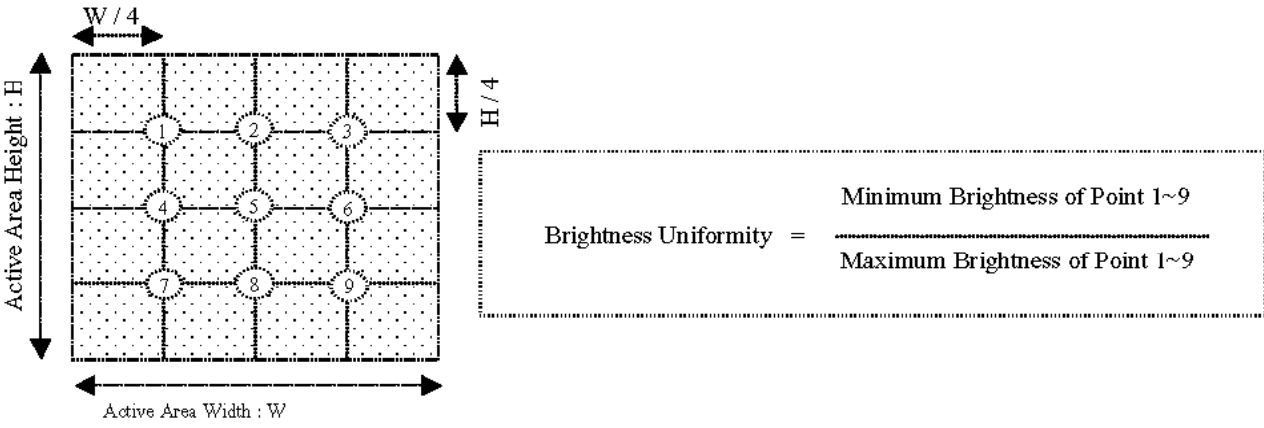 W / 4
Active Area Height : H
H / 4
1 2 3
4 5 6
7 8 9
Active Area Width : W
Minimum Brightness of Point 1~9
Brightness Uniformity =
Maximum Brightness of Point 1~9